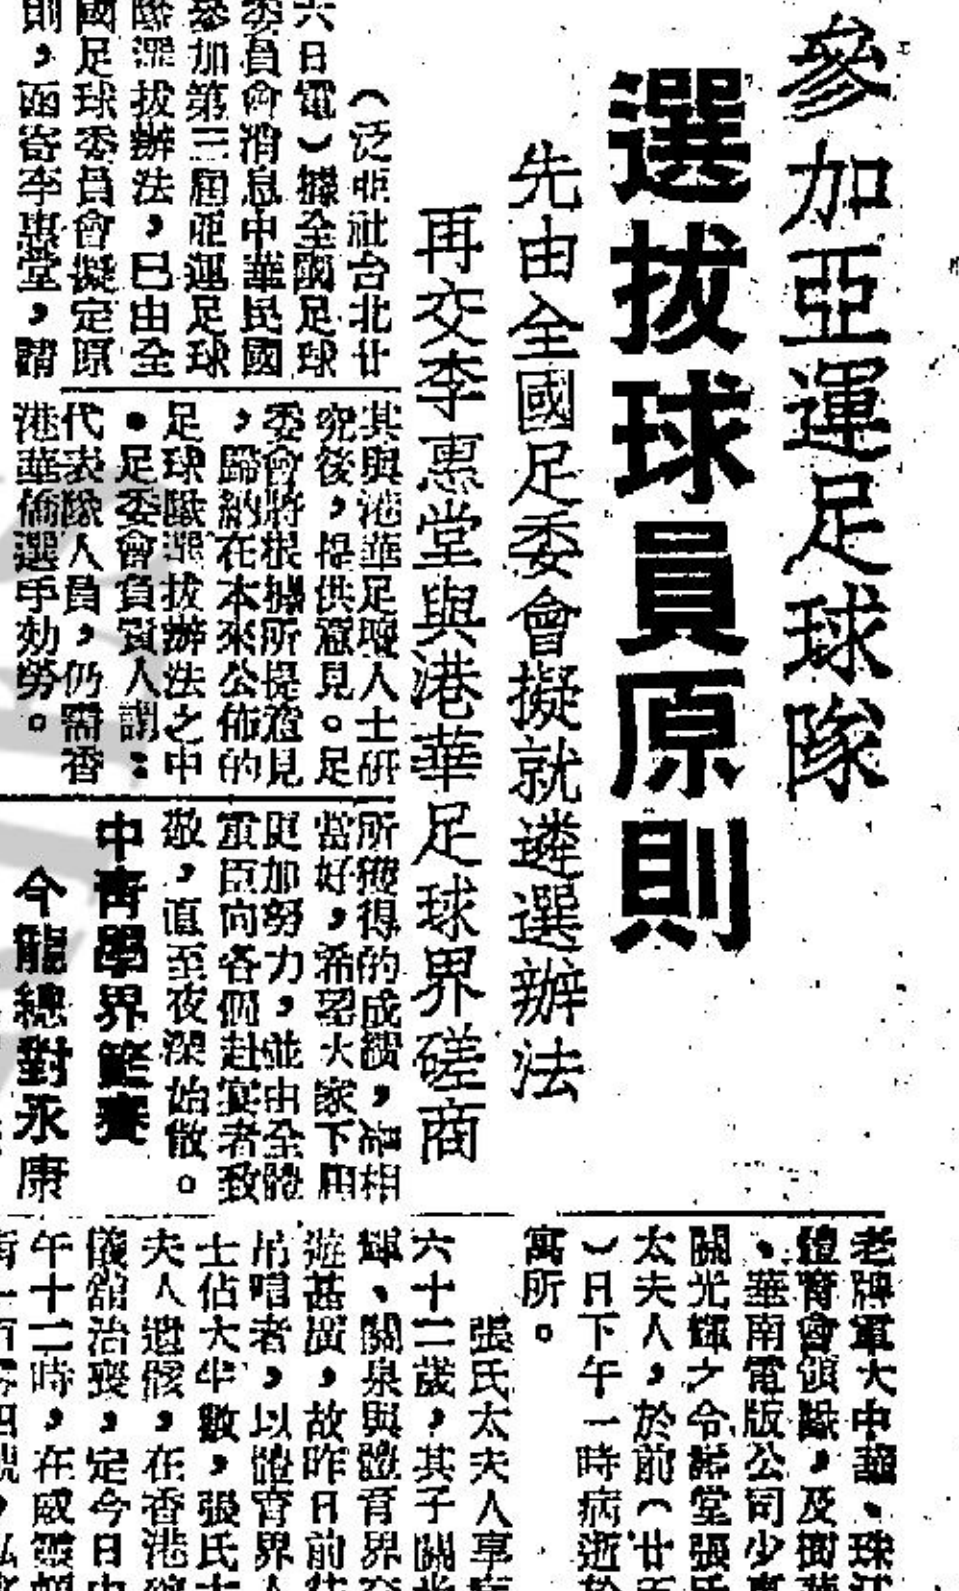 參加亞運足球隊
選拔球員原則
先由全國足委會擬就遴選辦法
再交李惠堂與港華足球界磋商
（泛亞社台北廿
六日電）據全國足球
委員會消息中華民國
參加第三屆亞運足球
隊選拔辦法，已由全
國足球委員會擬定原
則，函寄李惠堂，請
其與港華足壇人士研
究後，提供意見。足
委會將根據所提意見
，歸納在本來公佈的
足球隊選拔辦法之中
●足委會負責人謂：
代表隊人員，仍需香
港華僑選手効勞。
所獲得的成績，相
當好，希望大家下屆
更加努力，並由全體
軍臣向各個赴宴者致
敬，直至夜深始散。
中青學界籃賽
今龍總對永康
老牌軍大中華、珠江
體育會領隊，及
、華南電版公司少東
關光輝之令萱堂張氏
太夫人，於前（廿五
）日下午一時病逝於
寓所。
張氏太夫人享
六十二歲，其子關光
輝、關泉與體育界交
遊甚廣，故昨日前往
吊唁者，以體育界人
士佔大半數，張氏太
夫人遺骸，在香港
儀舘治喪，定今日
午十二時，在威靈頓
街一百零四號，私